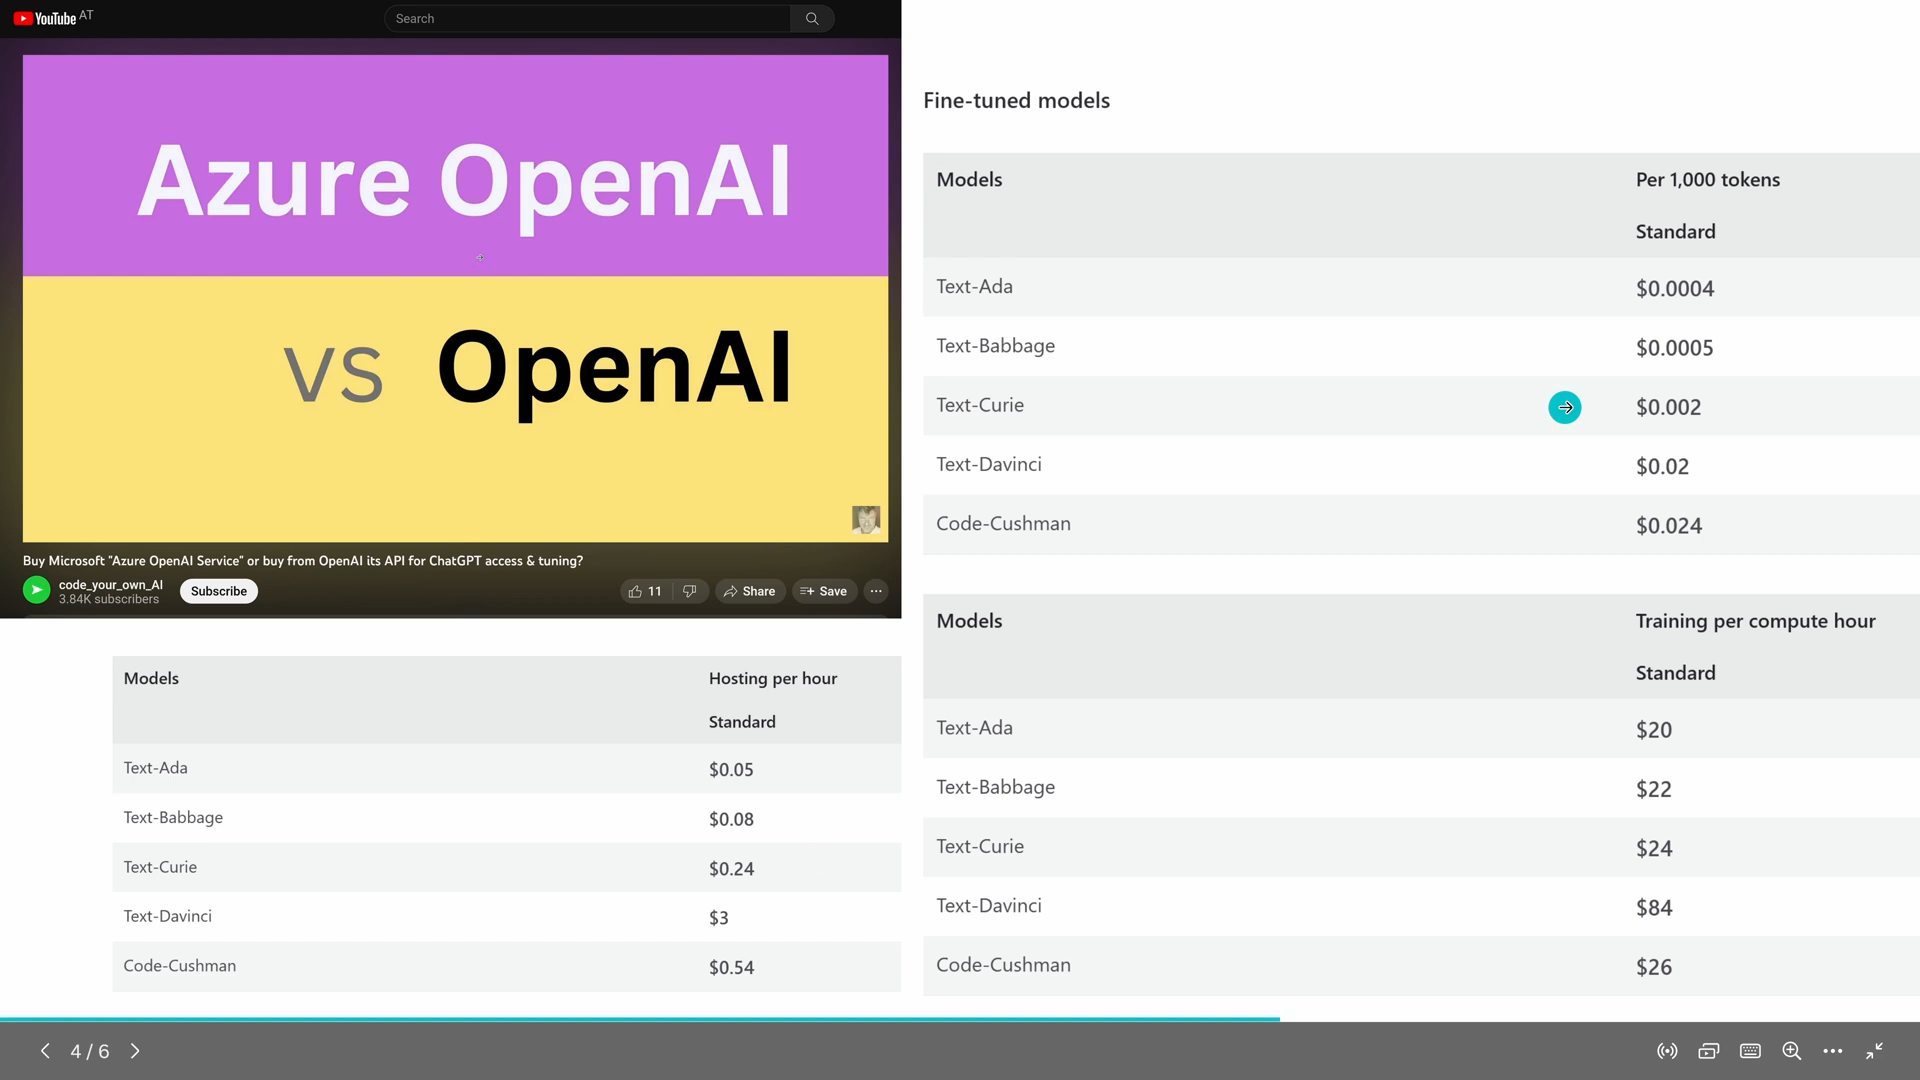 YouTube AT
Search
Azure OpenAI
vs OpenAI
Buy Microsoft "Azure OpenAI Service" or buy from OpenAI its API for ChatGPT access & tuning?
code_your_own_AI
3.84K subscribers
Subscribe
11
Share
Save
Models Hosting per hour
Standard
Text-Ada $0.05
Text-Babbage $0.08
Text-Curie $0.24
Text-Davinci $3
Code-Cushman $0.54
Fine-tuned models
Models Per 1,000 tokens
Standard
Text-Ada $0.0004
Text-Babbage $0.0005
Text-Curie $0.002
Text-Davinci $0.02
Code-Cushman $0.024
Models Training per compute hour
Standard
Text-Ada $20
Text-Babbage $22
Text-Curie $24
Text-Davinci $84
Code-Cushman $26
4 / 6